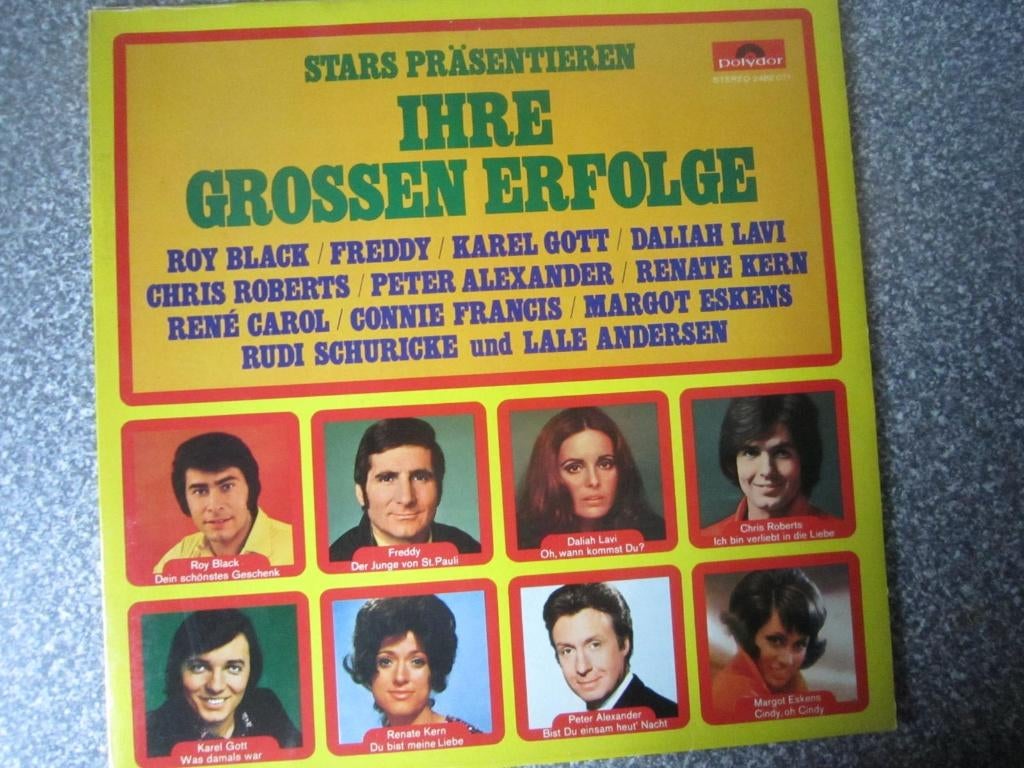 STARS PRÄSENTIEREN
polydor
STEREO 2482 071
IHRE
GROSSEN ERFOLGE
ROY BLACK / FREDDY / KAREL GOTT / DALIAH LAVI
CHRIS ROBERTS / PETER ALEXANDER / RENATE KERN
RENÉ CAROL / CONNIE FRANCIS / MARGOT ESKENS
RUDI SCHURICKE und LALE ANDERSEN
Roy Black
Dein schönstes Geschenk
Freddy
Der Junge von St. Pauli
Daliah Lavi
Oh, wann kommst Du?
Chris Roberts
Ich bin verliebt in die Liebe
Karel Gott
Was damals war
Renate Kern
Du bist meine Liebe
Peter Alexander
Bist Du einsam heut' Nacht
Margot Eskens
Cindy, oh Cindy